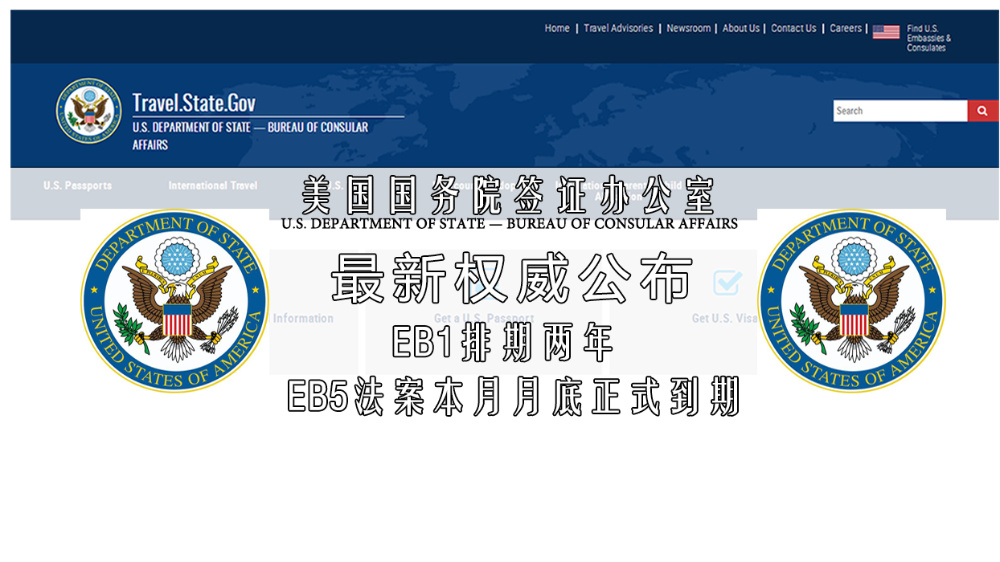 Home | Travel Advisories | Newsroom | About Us | Contact Us | Careers |
Find U.S.
Embassies &
Consulates
Travel.State.Gov
U.S. DEPARTMENT OF STATE — BUREAU OF CONSULAR
AFFAIRS
Search
U.S. Passports
International Travel
U.S.
美国国务院签证办公室
U.S. DEPARTMENT OF STATE — BUREAU OF CONSULAR AFFAIRS
DEPARTMENT OF STATE
UNITED STATES OF AMERICA
DEPARTMENT OF STATE
UNITED STATES OF AMERICA
最新权威公布
Information
Get a U.S. Passport
Get U.S. Visa
EB1排期两年
EB5法案本月月底正式到期